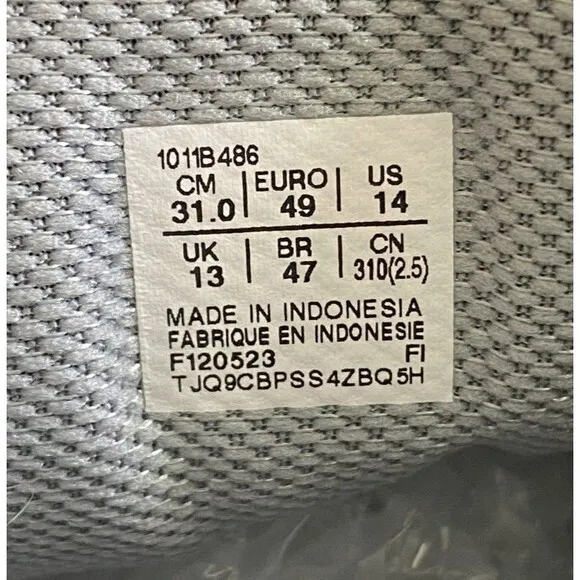 1011B486
CM | EURO | US
31.0 | 49 | 14
UK | BR | CN
13 | 47 | 310(2.5)
MADE IN INDONESIA
FABRIQUE EN INDONESIE
F120523 FI
TJQ9CBPSS4ZBQ5H